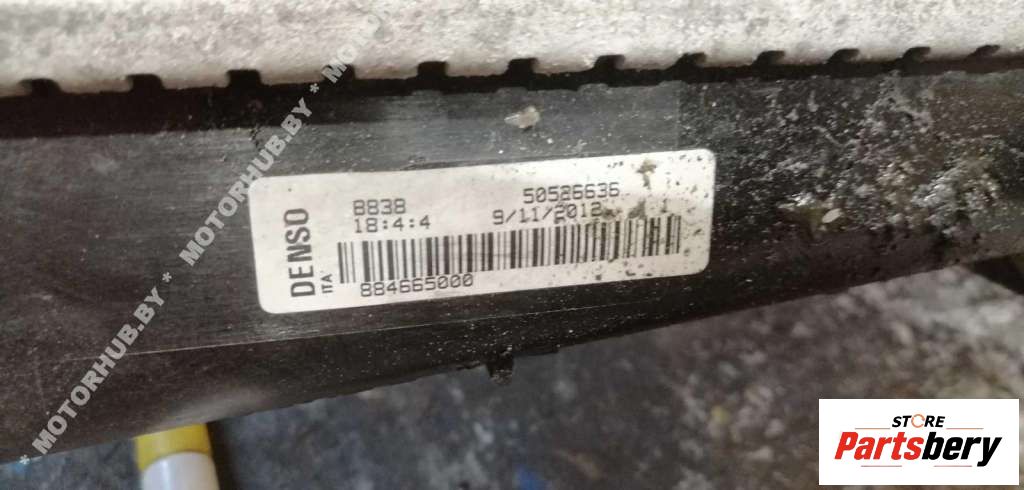 DENSO
ITA
8838
50526636
18:4:4
9/11/2012
1
884665000
* MOTORHUB.BY * MOTORHUB.BY * MOTORHUB.BY *
STORE
Partsbery